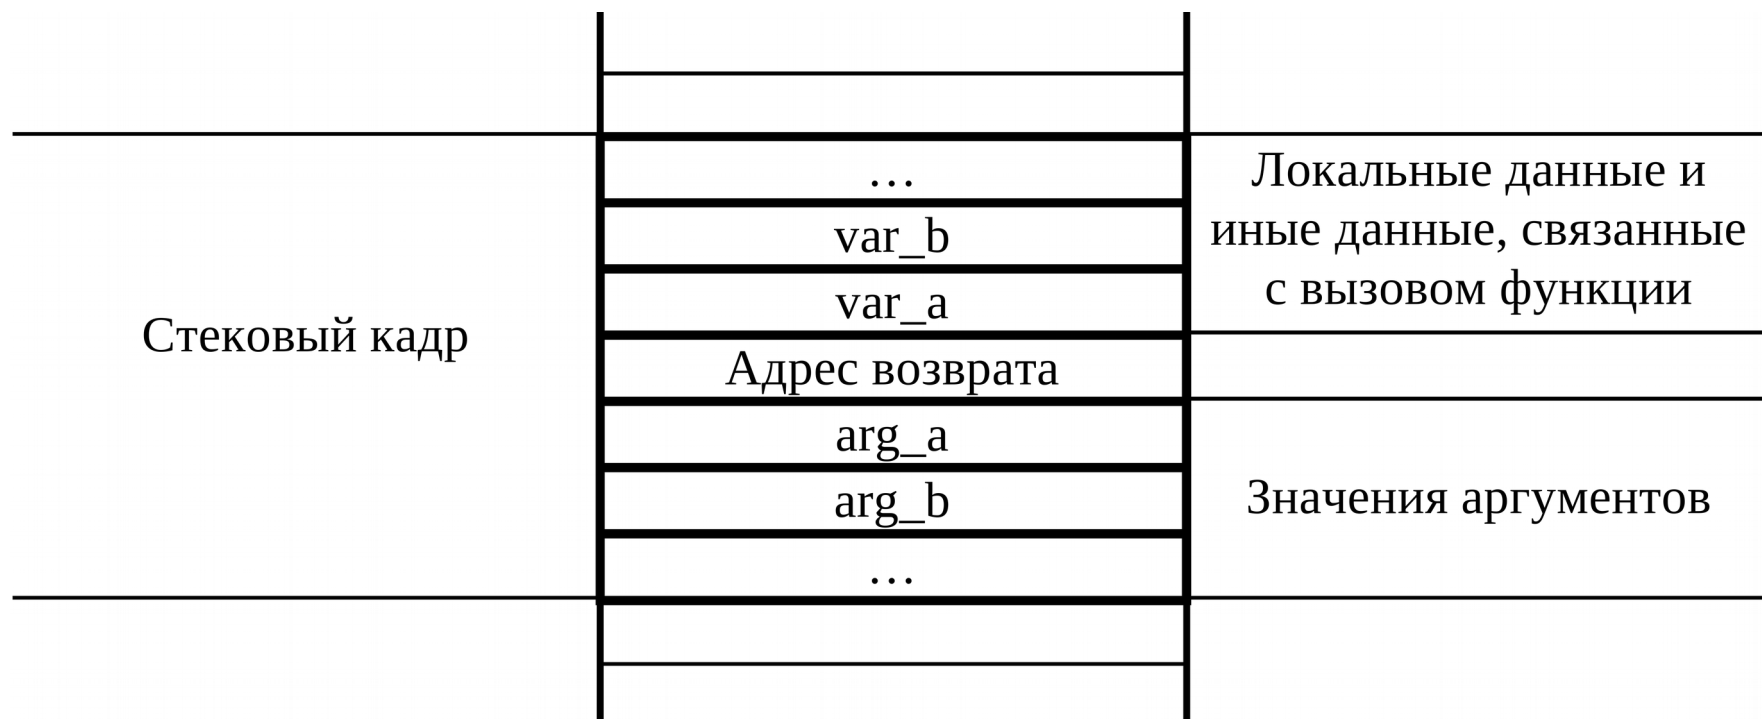 Стековый кадр
…
var_b
var_a
Адрес возврата
arg_a
arg_b
…
Локальные данные и
иные данные, связанные
с вызовом функции
Значения аргументов